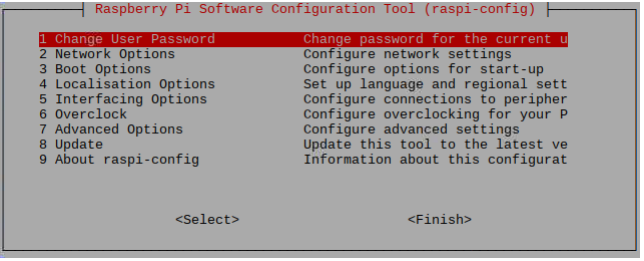 Raspberry Pi Software Configuration Tool (raspi-config)
1 Change User Password Change password for the current u
2 Network Options Configure network settings
3 Boot Options Configure options for start-up
4 Localisation Options Set up language and regional sett
5 Interfacing Options Configure connections to peripher
6 Overclock Configure overclocking for your P
7 Advanced Options Configure advanced settings
8 Update Update this tool to the latest ve
9 About raspi-config Information about this configurat
<Select> <Finish>